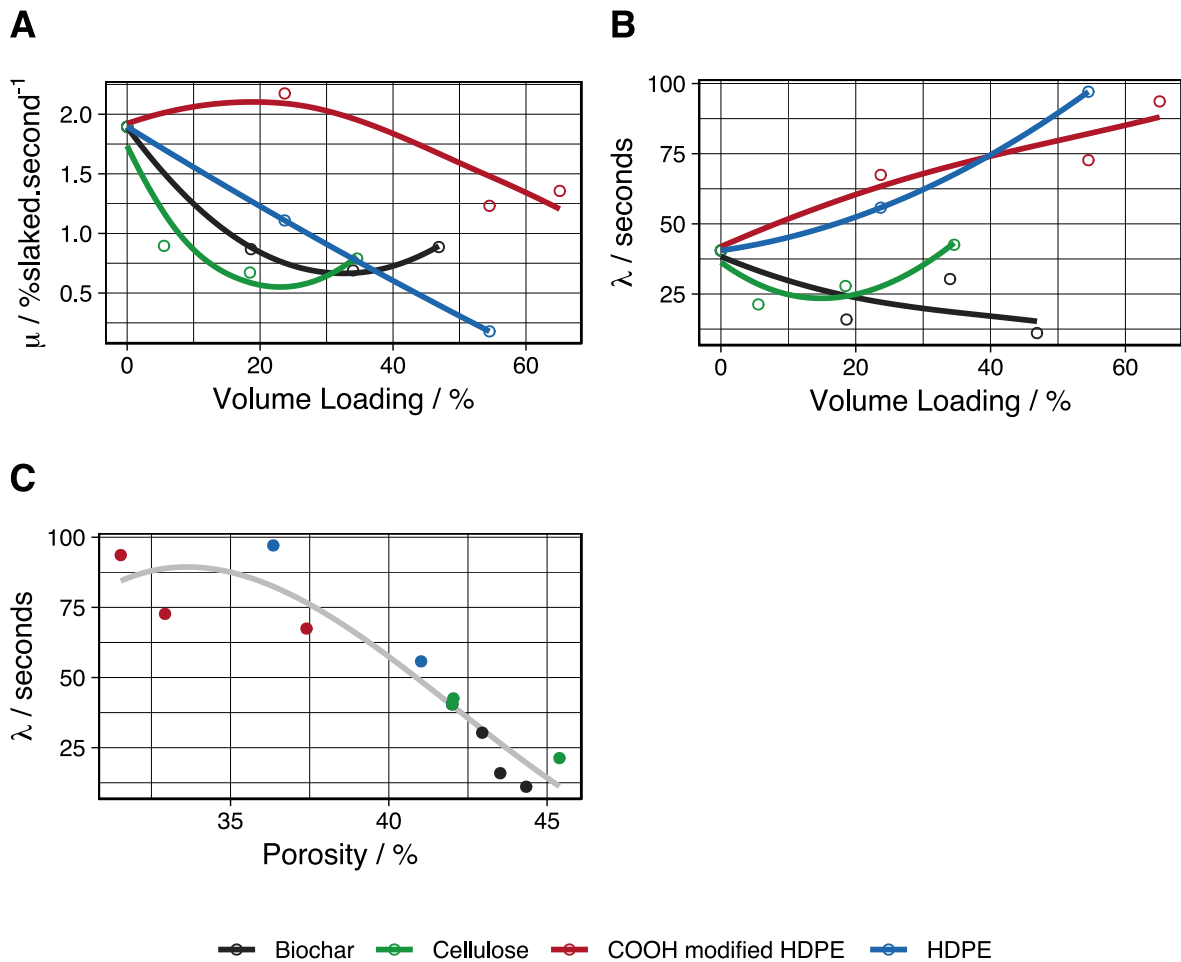 A
B
μ / %slaked.second⁻¹
2.0
1.5
1.0
0.5
0
20
40
60
Volume Loading / %
λ / seconds
100
75
50
25
0
20
40
60
Volume Loading / %
C
λ / seconds
100
75
50
25
35
40
45
Porosity / %
Biochar Cellulose COOH modified HDPE HDPE